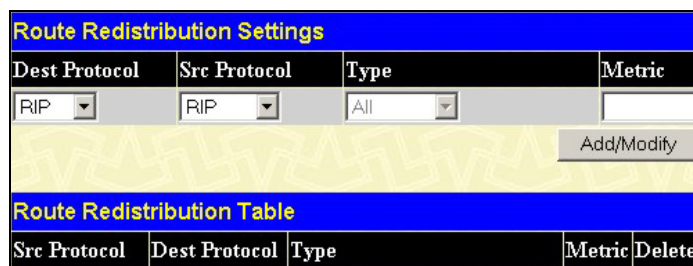 Route Redistribution Settings
Dest Protocol Src Protocol Type Metric
RIP RIP All
Add/Modify
Route Redistribution Table
Src Protocol Dest Protocol Type Metric Delete